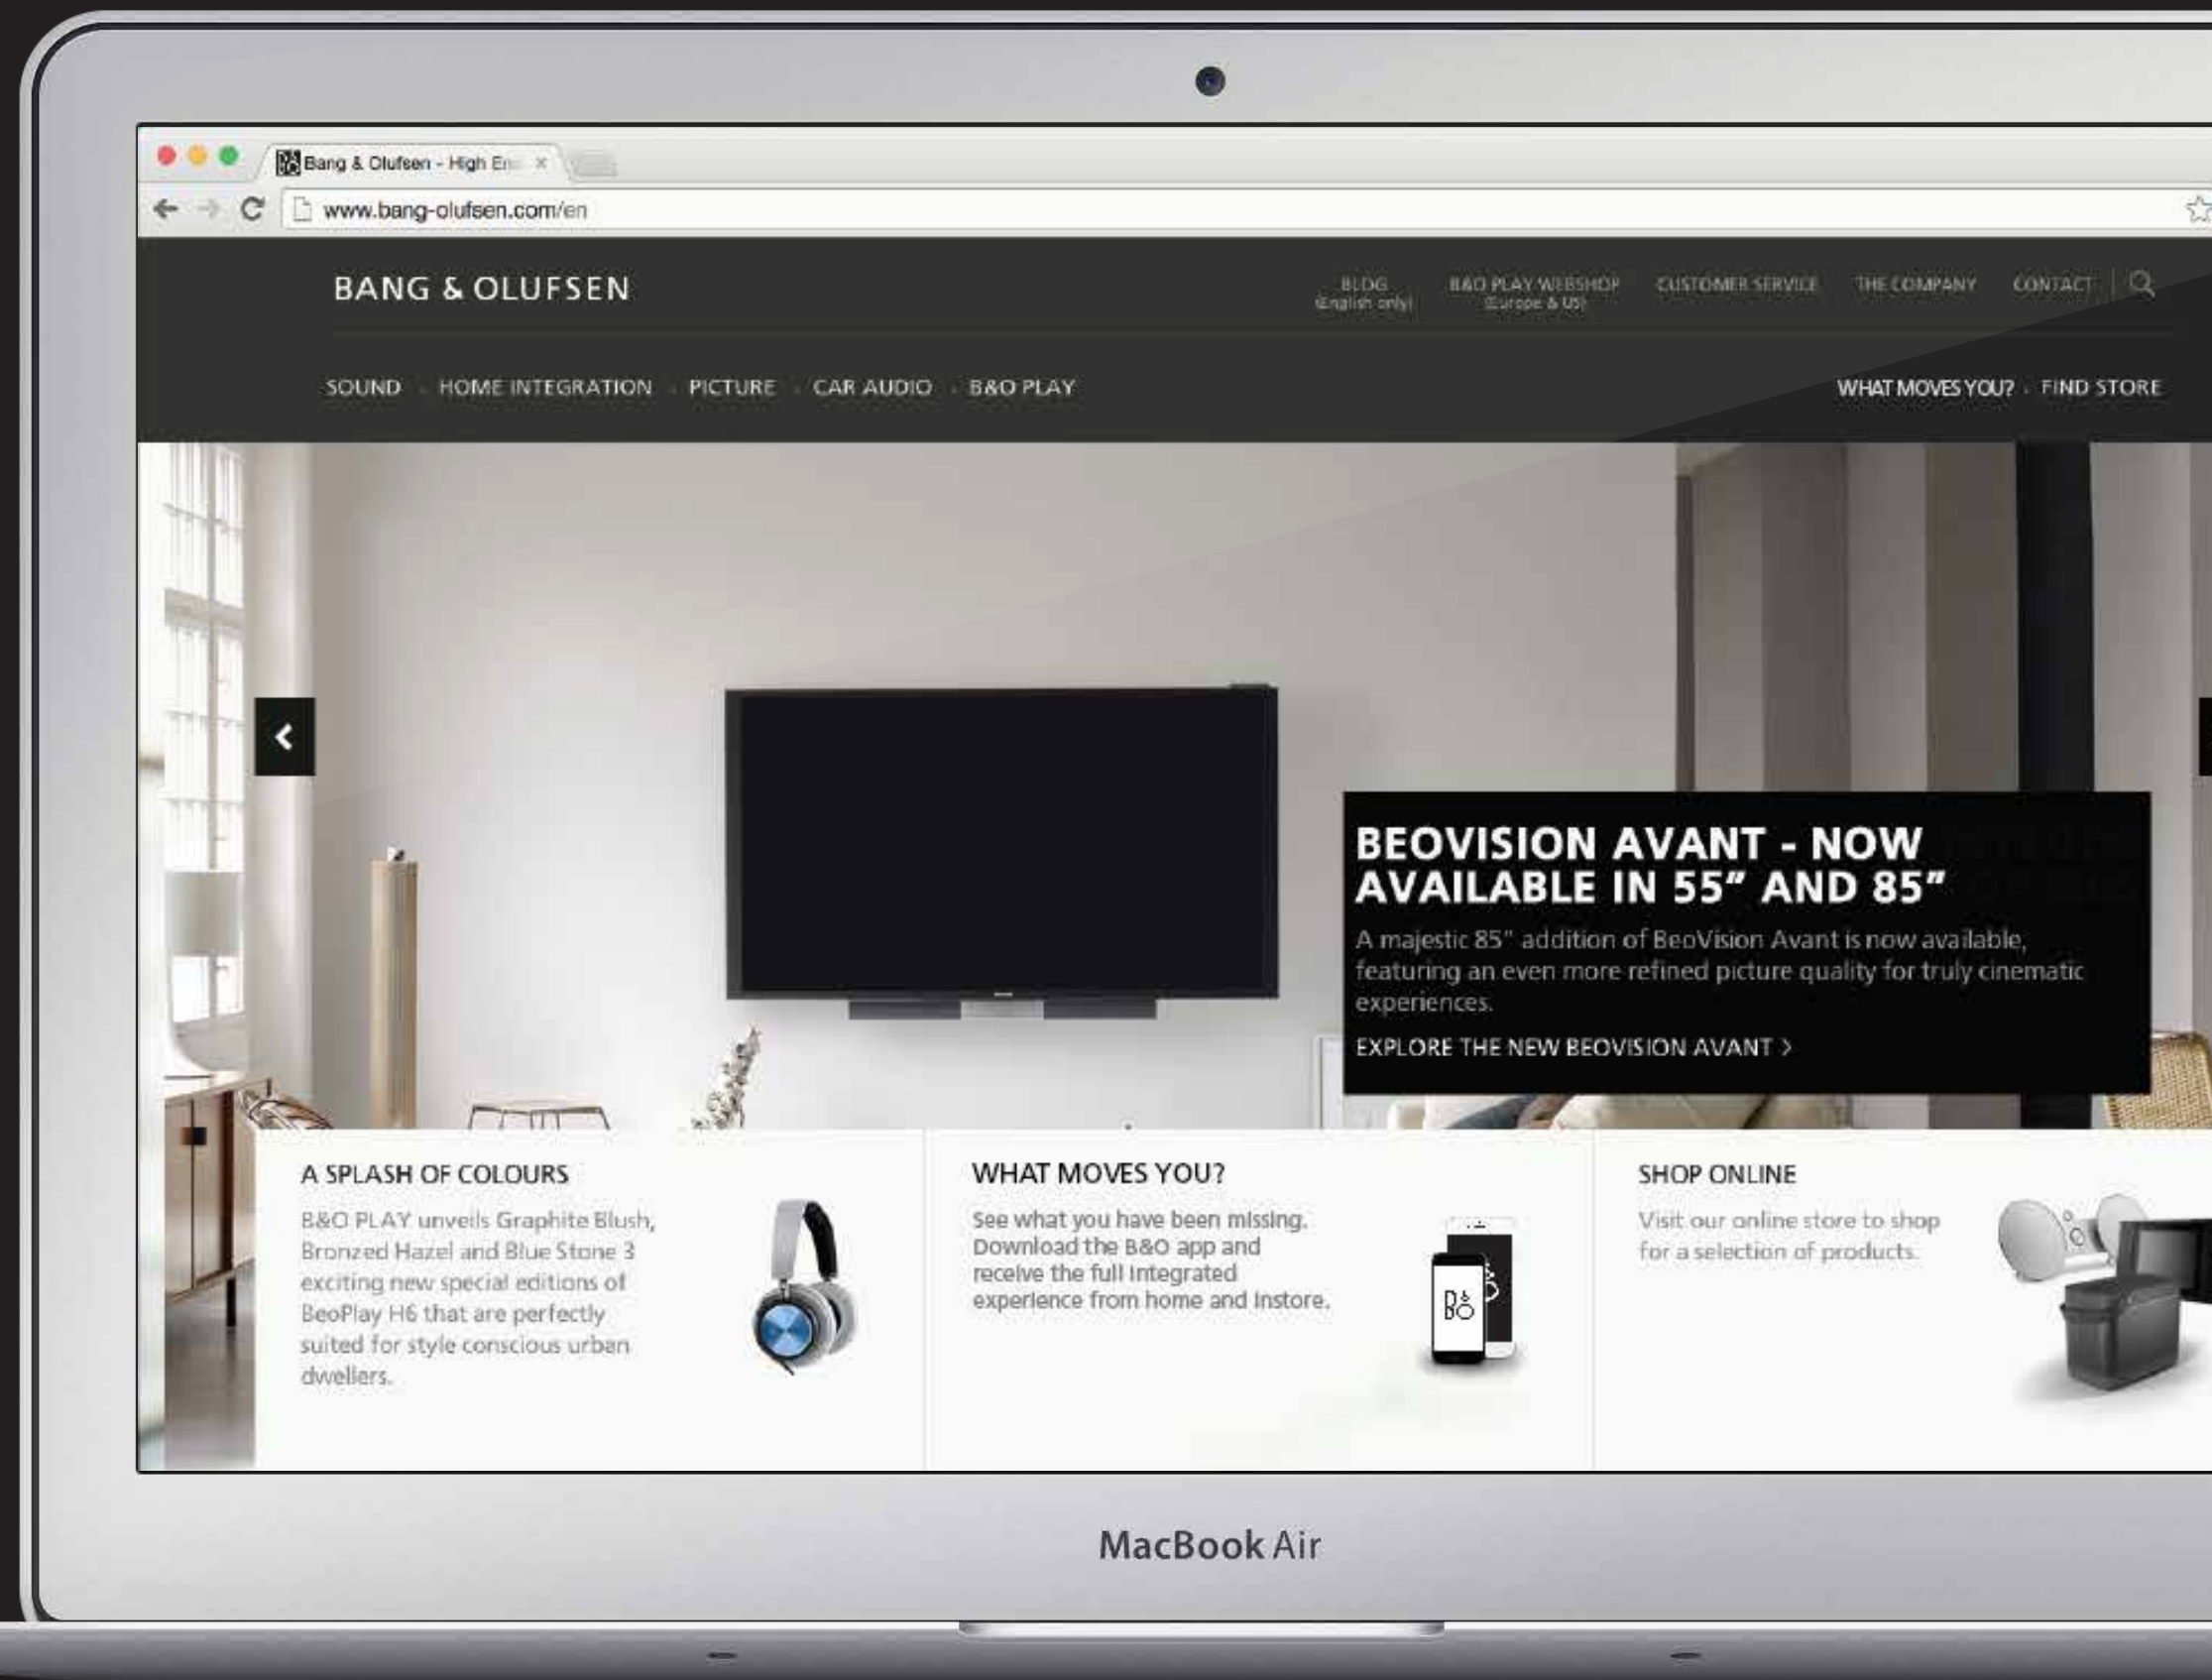 Bang & Olufsen - High En
www.bang-olufsen.com/en
BANG & OLUFSEN
BLOG
(English only)
B&O PLAY WEBSHOP
(Europe & US)
CUSTOMER SERVICE
THE COMPANY
CONTACT
SOUND
HOME INTEGRATION
PICTURE
CAR AUDIO
B&O PLAY
WHAT MOVES YOU?
FIND STORE
BEOVISION AVANT - NOW
AVAILABLE IN 55" AND 85"
A majestic 85" addition of BeoVision Avant is now available,
featuring an even more refined picture quality for truly cinematic
experiences.
EXPLORE THE NEW BEOVISION AVANT >
A SPLASH OF COLOURS
B&O PLAY unveils Graphite Blush,
Bronzed Hazel and Blue Stone 3
exciting new special editions of
BeoPlay H6 that are perfectly
suited for style conscious urban
dwellers.
WHAT MOVES YOU?
See what you have been missing.
Download the B&O app and
receive the full integrated
experience from home and instore.
B&O
SHOP ONLINE
Visit our online store to shop
for a selection of products.
MacBook Air